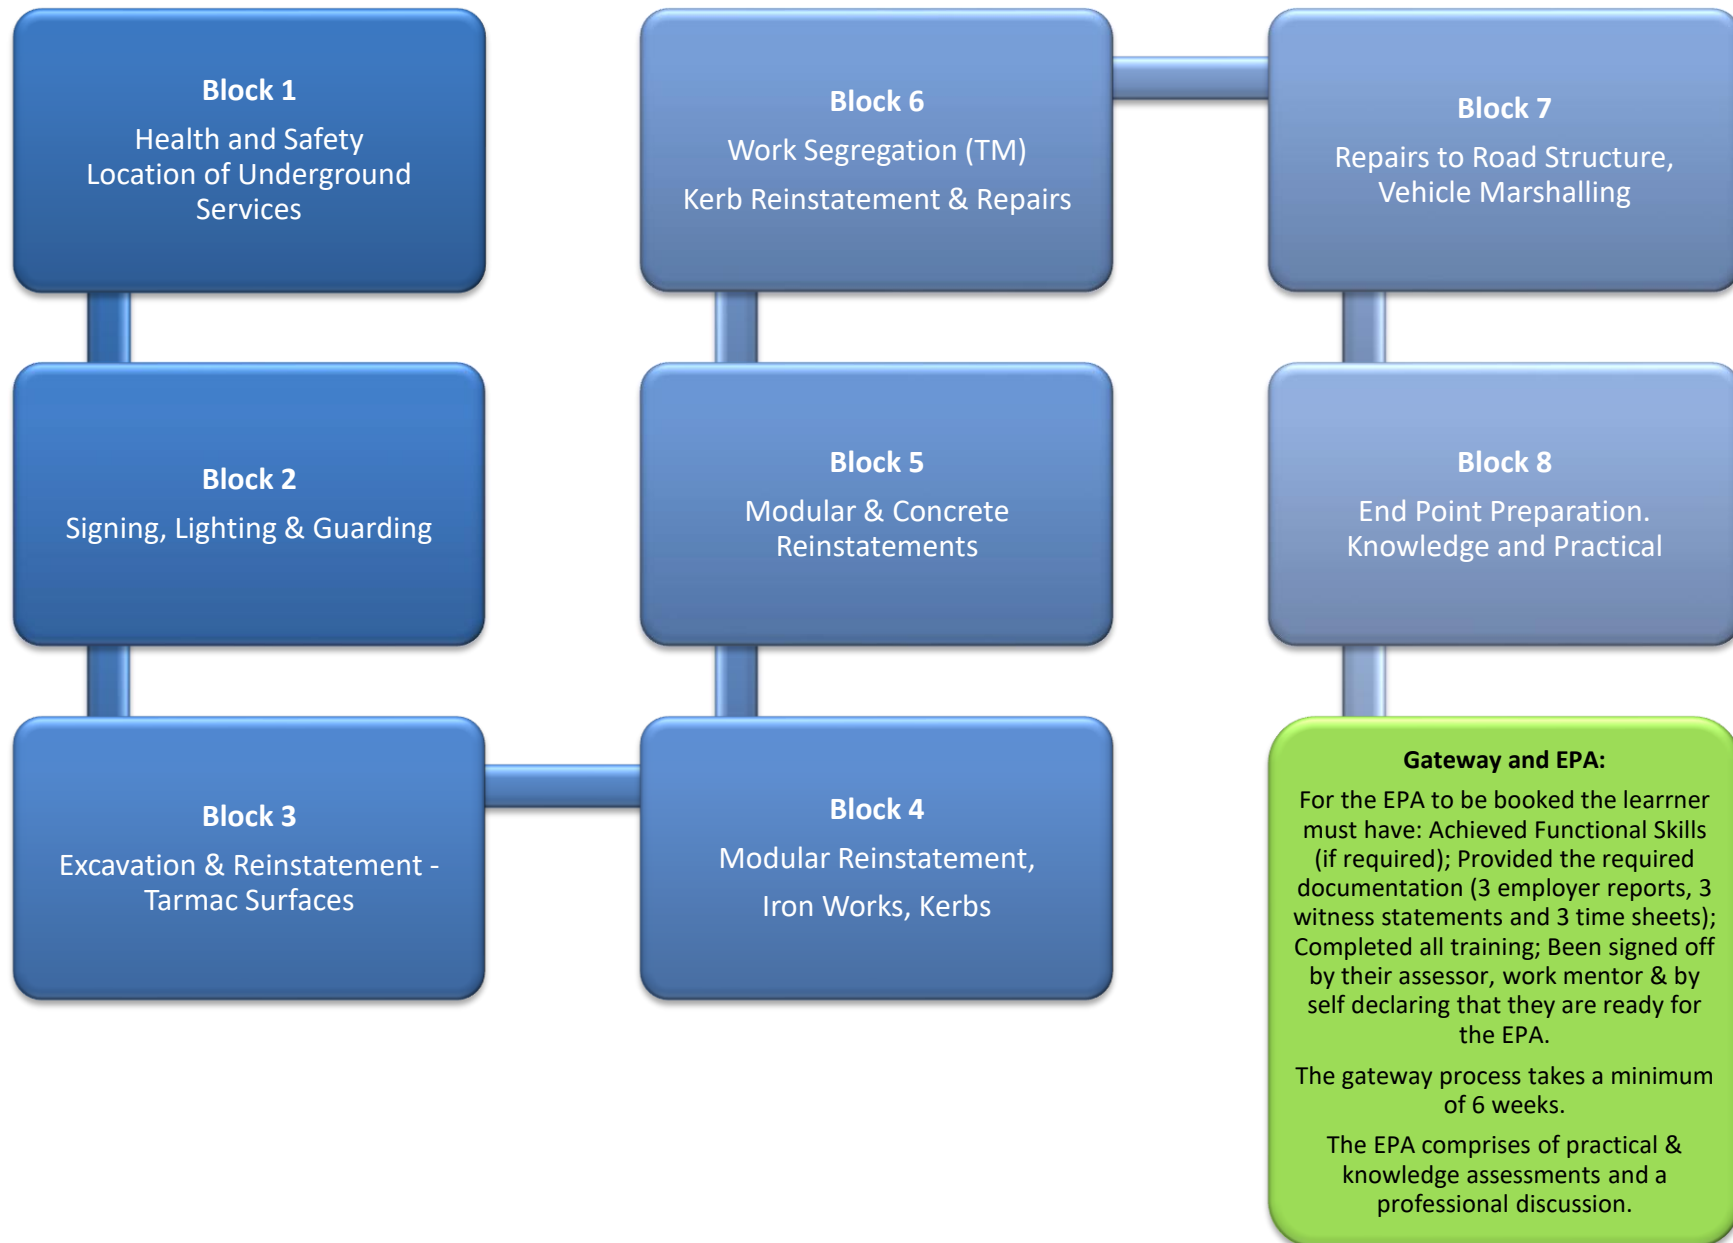 Block 1
Health and Safety
Location of Underground
Services
Block 2
Signing, Lighting & Guarding
Block 3
Excavation & Reinstatement -
Tarmac Surfaces
Block 4
Modular Reinstatement,
Iron Works, Kerbs
Block 5
Modular & Concrete
Reinstatements
Block 6
Work Segregation (TM)
Kerb Reinstatement & Repairs
Block 7
Repairs to Road Structure,
Vehicle Marshalling
Block 8
End Point Preparation.
Knowledge and Practical
Gateway and EPA:
For the EPA to be booked the learrner
must have: Achieved Functional Skills
(if required); Provided the required
documentation (3 employer reports, 3
witness statements and 3 time sheets);
Completed all training; Been signed off
by their assessor, work mentor & by
self declaring that they are ready for
the EPA.
The gateway process takes a minimum
of 6 weeks.
The EPA comprises of practical &
knowledge assessments and a
professional discussion.